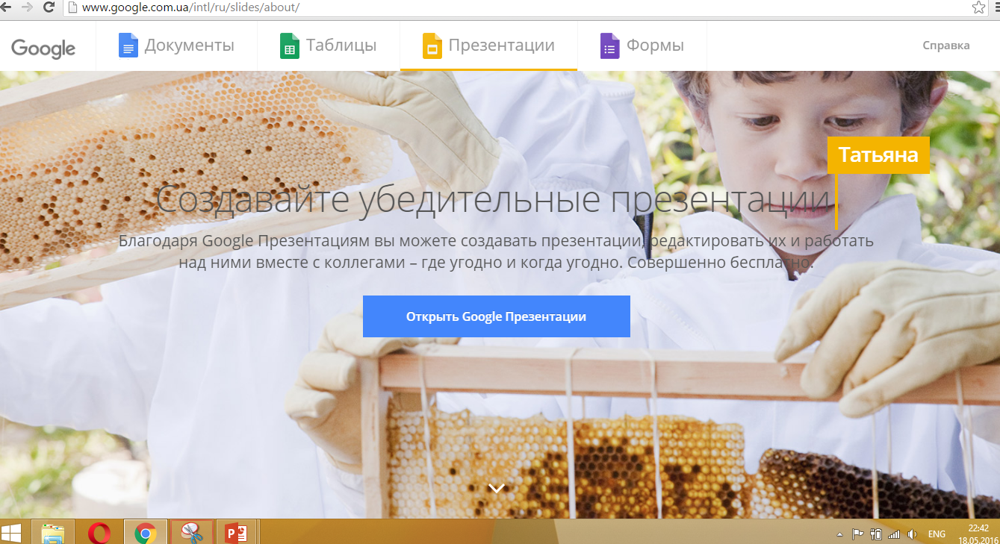 www.google.com.ua/intl/ru/slides/about/
Google
Документы
Таблицы
Презентации
Формы
Справка
Татьяна
Создавайте убедительные презентации
Благодаря Google Презентациям вы можете создавать презентации, редактировать их и работать
над ними вместе с коллегами – где угодно и когда угодно. Совершенно бесплатно.
Открыть Google Презентации
ENG
22:42
18.05.2016